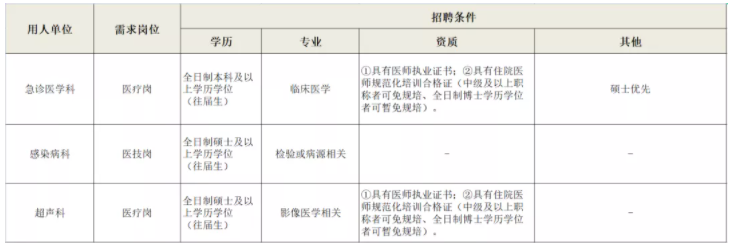 用人单位
需求岗位
招聘条件
学历
专业
资质
其他
急诊医学科
医疗岗
全日制本科及以
上学历学位
（往届生）
临床医学
①具有医师执业证书；②具有住院医
师规范化培训合格证（中级及以上职
称者可免规培、全日制博士学历学位
者可暂免规培）。
硕士优先
感染病科
医技岗
全日制硕士及以
上学历学位
（往届生）
检验或病源相关
-
-
超声科
医疗岗
全日制硕士及以
上学历学位
（往届生）
影像医学相关
①具有医师执业证书；②具有住院医
师规范化培训合格证（中级及以上职
称者可免规培、全日制博士学历学位
者可暂免规培）。
-